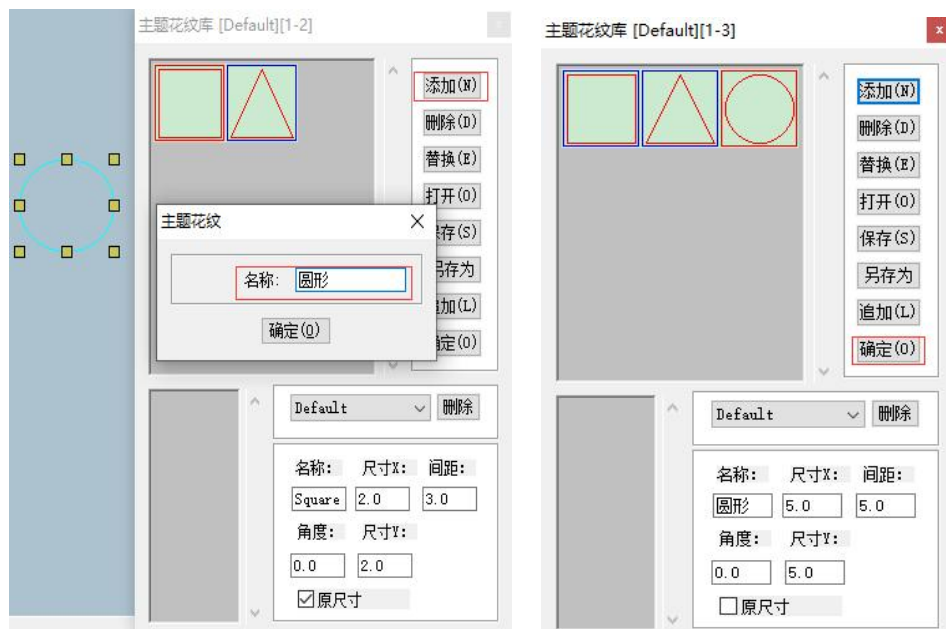 主题花纹库 [Default][1-2]
x
添加(N)
删除(D)
替换(E)
打开(O)
保存(S)
另存为
追加(L)
确定(O)
主题花纹
名称:
圆形
确定(O)
Default
删除
名称:
尺寸X:
间距:
Square
2.0
3.0
角度:
尺寸Y:
0.0
2.0
原尺寸
主题花纹库 [Default][1-3]
x
添加(N)
删除(D)
替换(E)
打开(O)
保存(S)
另存为
追加(L)
确定(O)
Default
删除
名称:
尺寸X:
间距:
圆形
5.0
5.0
角度:
尺寸Y:
0.0
5.0
原尺寸